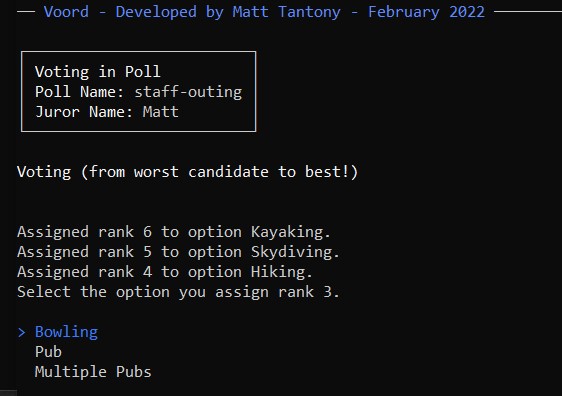 Voord - Developed by Matt Tantony - February 2022
Voting in Poll
Poll Name: staff-outing
Juror Name: Matt
Voting (from worst candidate to best!)
Assigned rank 6 to option Kayaking.
Assigned rank 5 to option Skydiving.
Assigned rank 4 to option Hiking.
Select the option you assign rank 3.
> Bowling
Pub
Multiple Pubs